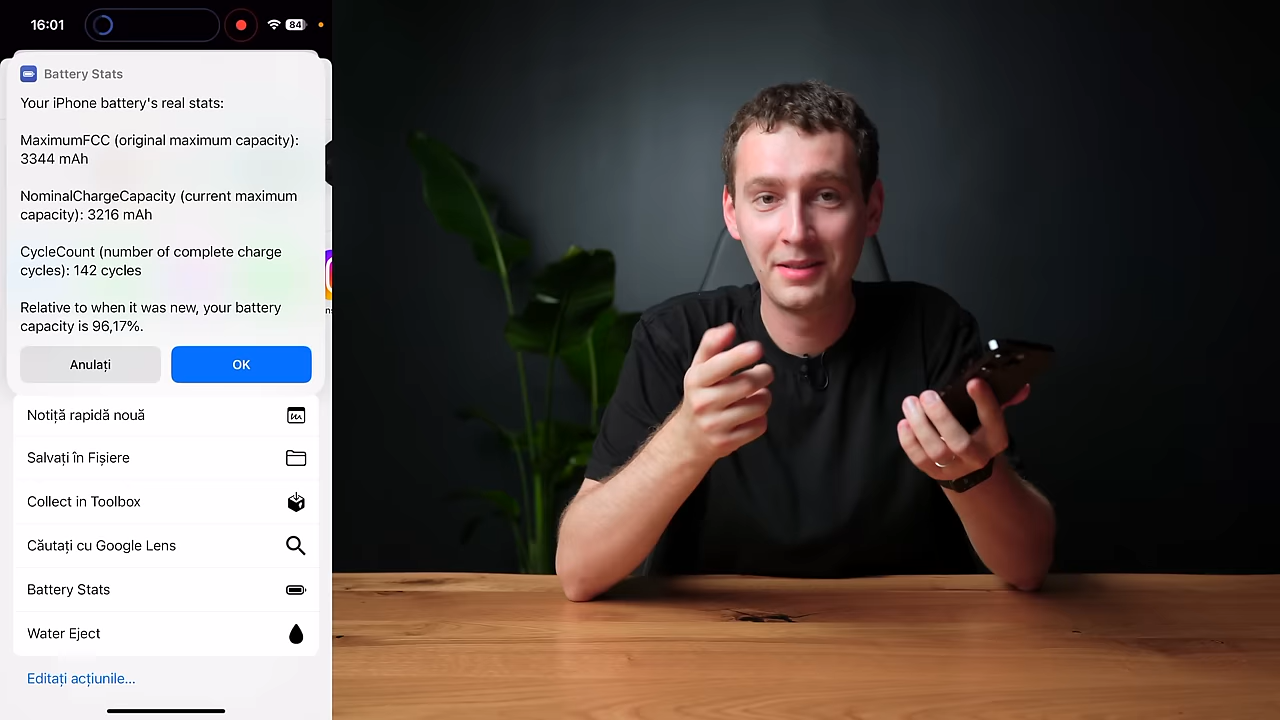 16:01
84
Battery Stats
Your iPhone battery's real stats:
MaximumFCC (original maximum capacity):
3344 mAh
NominalChargeCapacity (current maximum
capacity): 3216 mAh
CycleCount (number of complete charge
cycles): 142 cycles
Relative to when it was new, your battery
capacity is 96,17%.
Anulați
OK
Notiță rapidă nouă
Salvați în Fișiere
Collect in Toolbox
Căutați cu Google Lens
Battery Stats
Water Eject
Editați acțiunile...